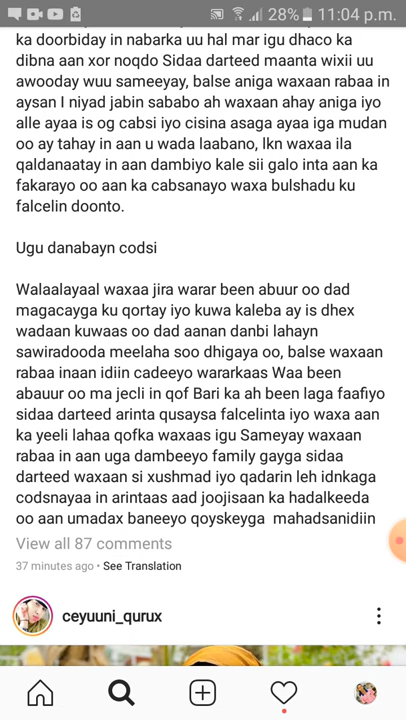 28% 11:04 p.m.
ka doorbiday in nabarka uu hal mar igu dhaco ka
dibna aan xor noqdo Sidaa darteed maanta wixii uu
awooday wuu sameeyay, balse aniga waxaan rabaa in
aysan I niyad jabin sababo ah waxaan ahay aniga iyo
alle ayaa is og cabsi iyo cisina asaga ayaa iga mudan
oo ay tahay in aan u wada laabano, lkn waxaa ila
qaldanaatay in aan dambiyo kale sii galo inta aan ka
fakarayo oo aan ka cabsanayo waxa bulshadu ku
falcelin doonto.
Ugu danabayn codsi
Walaalayaal waxaa jira warar been abuur oo dad
magacayga ku qortay iyo kuwa kaleba ay is dhex
wadaan kuwaas oo dad aanan danbi lahayn
sawiradooda meelaha soo dhigaya oo, balse waxaan
rabaa inaan idiin cadeeyo wararkaas Waa been
abauur oo ma jecli in qof Bari ka ah been laga faafiyo
sidaa darteed arinta qusaysa falcelinta iyo waxa aan
ka yeeli lahaa qofka waxaas igu Sameyay waxaan
rabaa in aan uga dambeeyo family gayga sidaa
darteed waxaan si xushmad iyo qadarin leh idnkaga
codsnayaa in arintaas aad joojisaan ka hadalkeeda
oo aan umadax baneeyo qoyskeyga mahadsanidiin
View all 87 comments
37 minutes ago • See Translation
ceyuuni_qurux